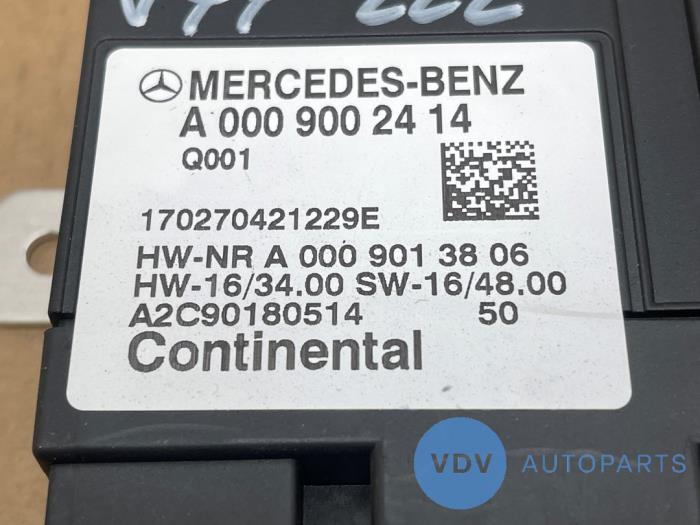 222
MERCEDES-BENZ
A 000 900 24 14
Q001
170270421229E
HW-NR A 000 901 38 06
HW-16/34.00 SW-16/48.00
A2C90180514 50
Continental
VDV AUTOPARTS